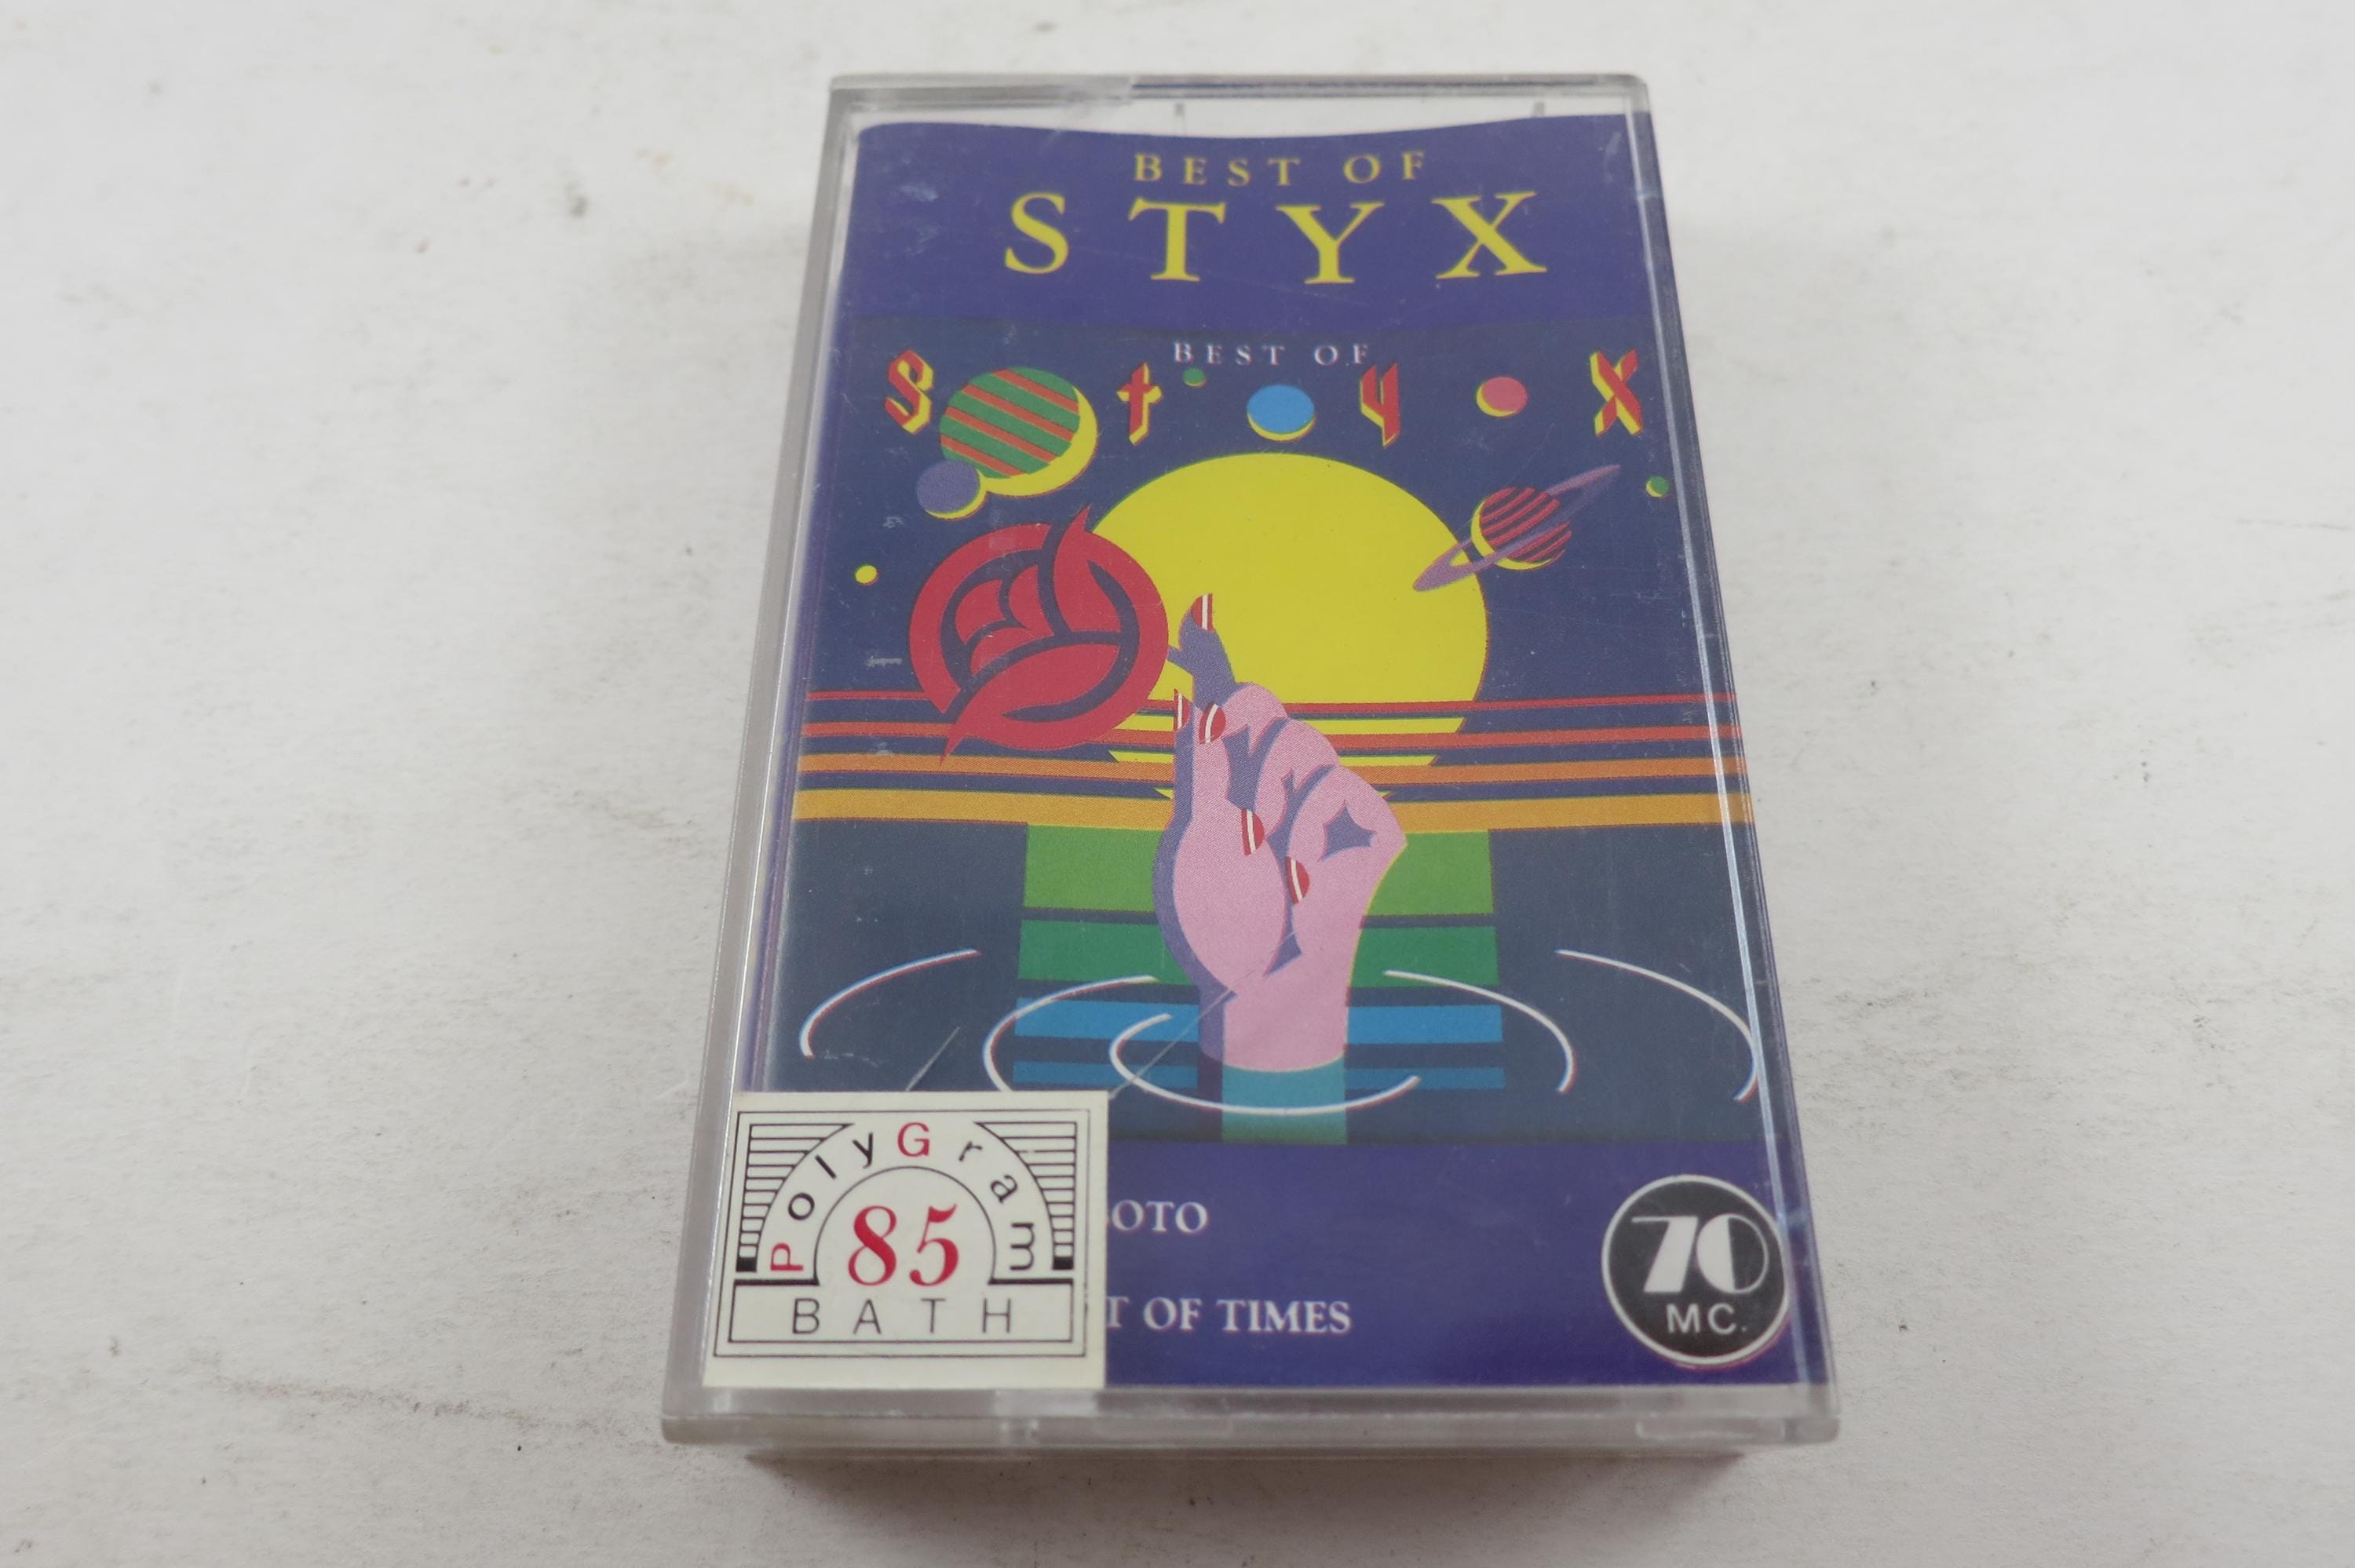 BEST OF
STYX
BEST OF
Styx
PolyGram
85
BATH
OTO
T OF TIMES
70
MC.